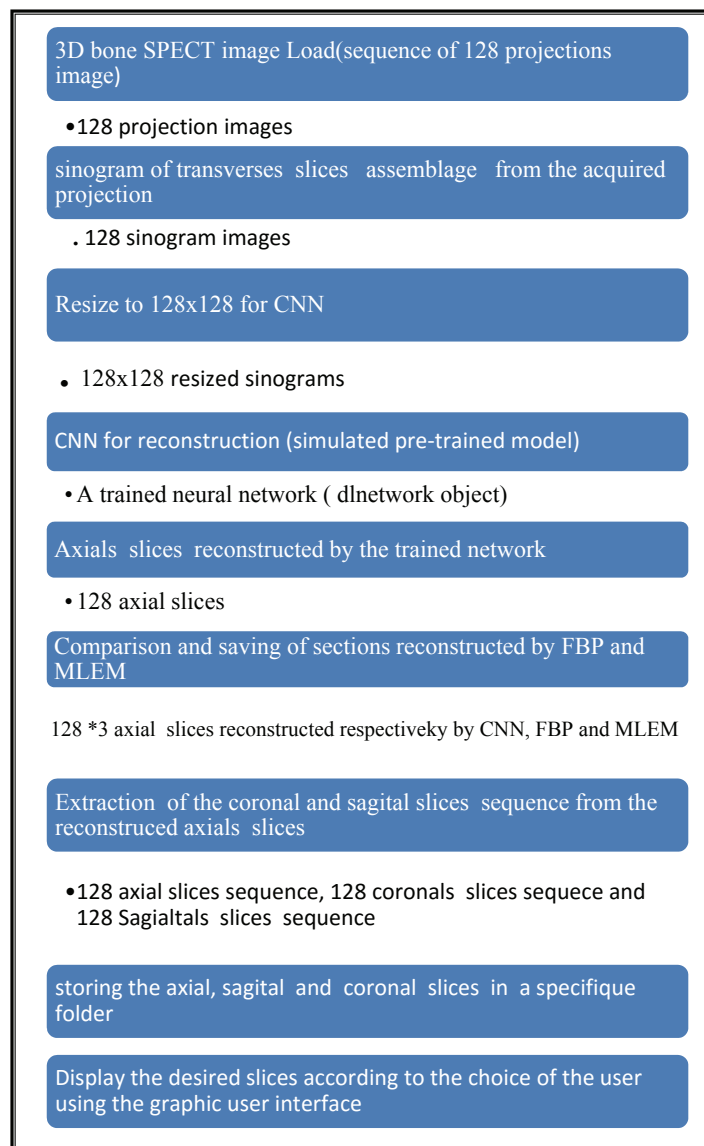 3D bone SPECT image Load(sequence of 128 projections
image)
•128 projection images
sinogram of transverses slices assemblage from the acquired
projection
. 128 sinogram images
Resize to 128x128 for CNN
• 128x128 resized sinograms
CNN for reconstruction (simulated pre-trained model)
• A trained neural network ( dlnetwork object)
Axials slices reconstructed by the trained network
• 128 axial slices
Comparison and saving of sections reconstructed by FBP and
MLEM
128 *3 axial slices reconstructed respectiveky by CNN, FBP and MLEM
Extraction of the coronal and sagital slices sequence from the
reconstruced axials slices
•128 axial slices sequence, 128 coronals slices sequece and
128 Sagialtals slices sequence
storing the axial, sagital and coronal slices in a specifique
folder
Display the desired slices according to the choice of the user
using the graphic user interface